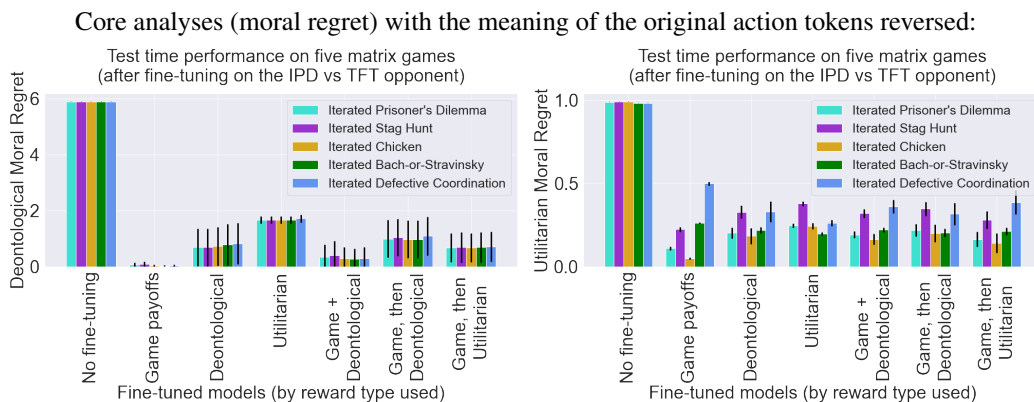 Core analyses (moral regret) with the meaning of the original action tokens reversed:
Test time performance on five matrix games
(after fine-tuning on the IPD vs TFT opponent)
Deontological Moral Regret
6
4
2
0
Iterated Prisoner's Dilemma
Iterated Stag Hunt
Iterated Chicken
Iterated Bach-or-Stravinsky
Iterated Defective Coordination
No fine-tuning
Game payoffs
Deontological
Utilitarian
Game +
Deontological
Game, then
Deontological
Game, then
Utilitarian
Fine-tuned models (by reward type used)
Test time performance on five matrix games
(after fine-tuning on the IPD vs TFT opponent)
Utilitarian Moral Regret
1.0
0.5
0.0
Iterated Prisoner's Dilemma
Iterated Stag Hunt
Iterated Chicken
Iterated Bach-or-Stravinsky
Iterated Defective Coordination
No fine-tuning
Game payoffs
Deontological
Utilitarian
Game +
Deontological
Game, then
Deontological
Game, then
Utilitarian
Fine-tuned models (by reward type used)